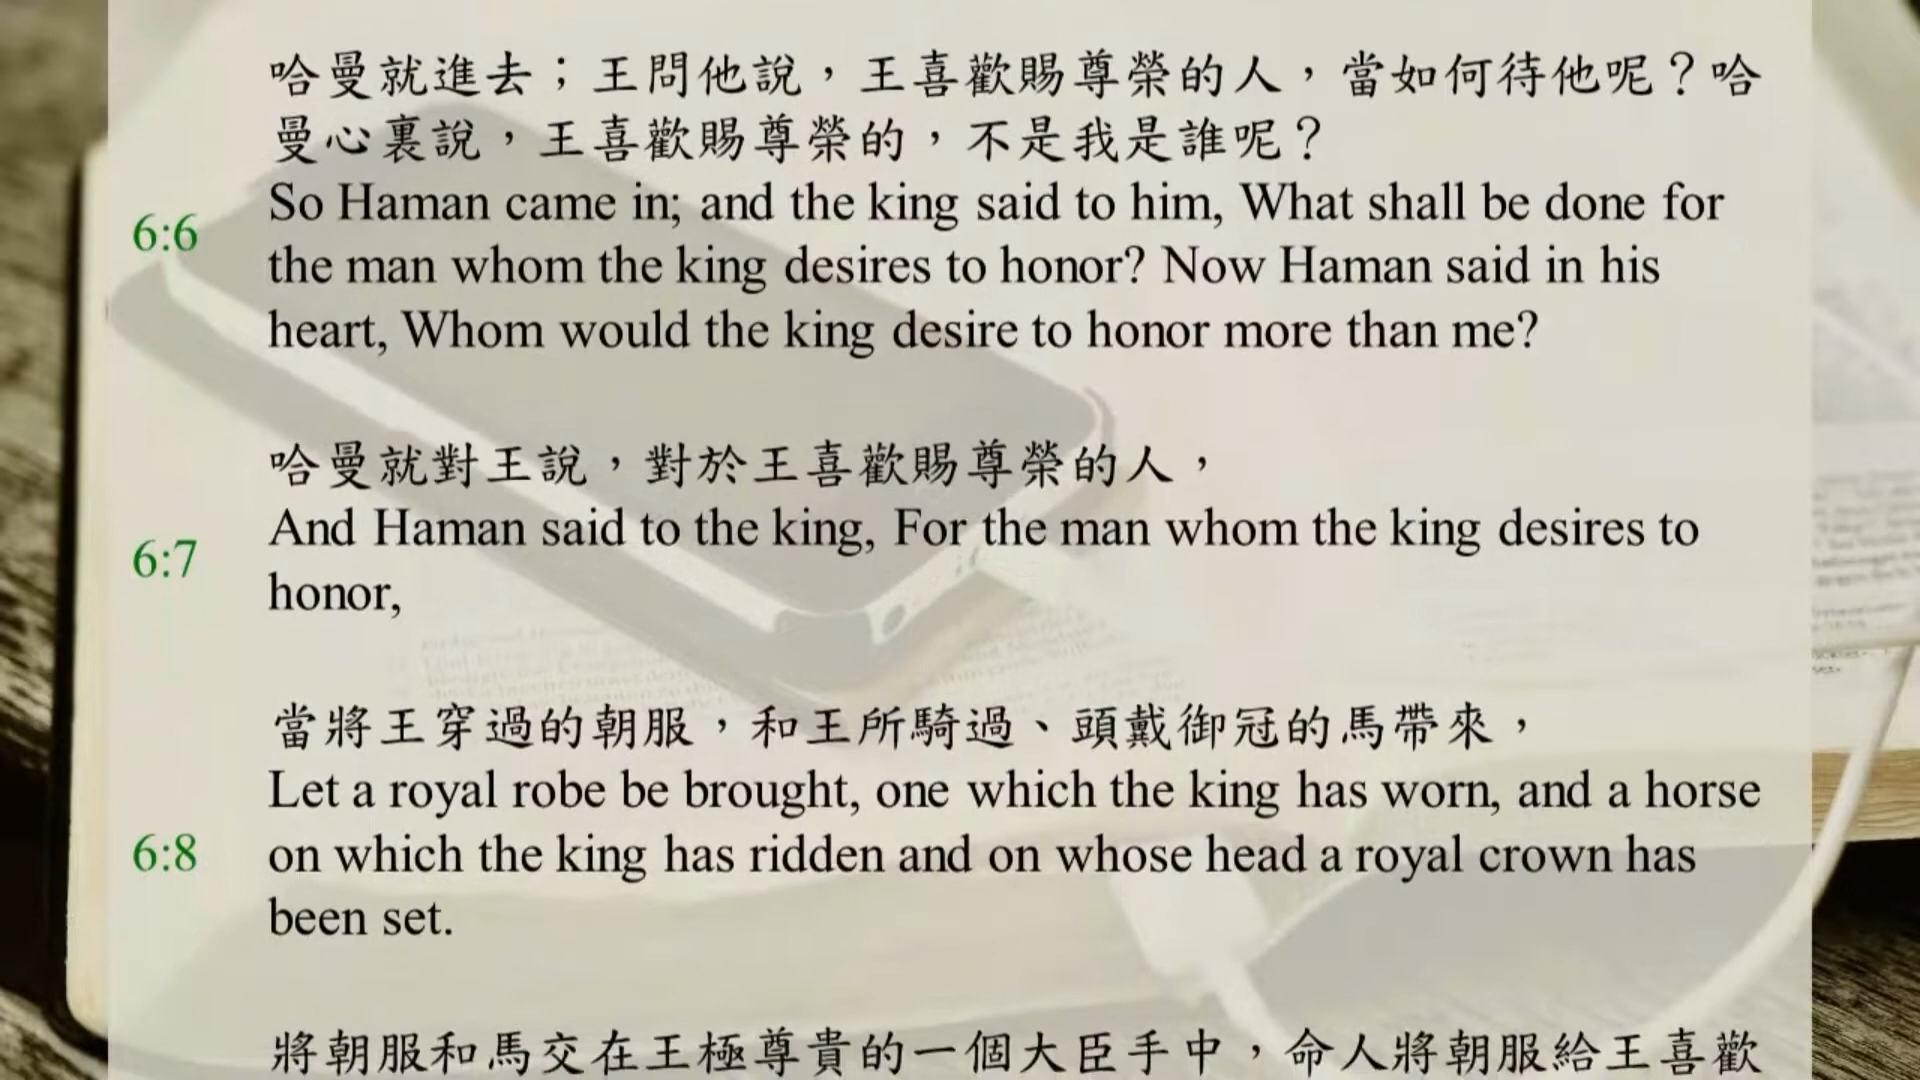 哈曼就進去；王問他說，王喜歡賜尊榮的人，當如何待他呢？哈
曼心裏說，王喜歡賜尊榮的，不是我是誰呢？
6:6
So Haman came in; and the king said to him, What shall be done for
the man whom the king desires to honor? Now Haman said in his
heart, Whom would the king desire to honor more than me?
哈曼就對王說，對於王喜歡賜尊榮的人，
6:7
And Haman said to the king, For the man whom the king desires to
honor,
當將王穿過的朝服，和王所騎過、頭戴御冠的馬帶來，
Let a royal robe be brought, one which the king has worn, and a horse
6:8
on which the king has ridden and on whose head a royal crown has
been set.
將朝服和馬交在王極尊貴的一個大臣手中，命人將朝服給王喜歡